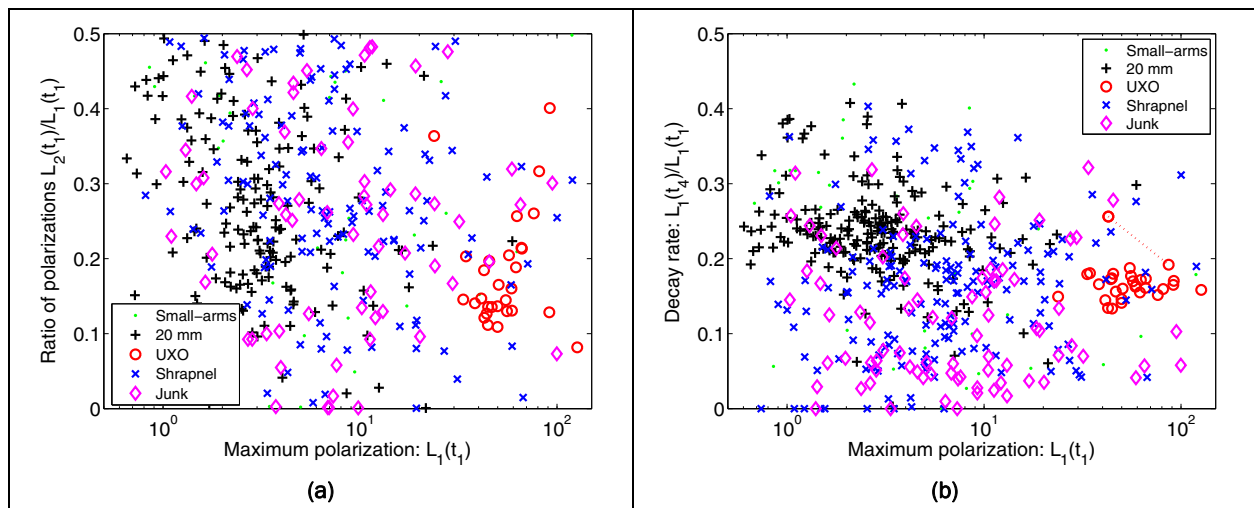 0.5
0.4
0.3
0.2
0.1
0
Ratio of polarizations L2(t1)/L1(t1)
Small-arms
20 mm
UXO
Shrapnel
Junk
10^0
10^1
10^2
Maximum polarization: L1(t1)
(a)
0.5
0.4
0.3
0.2
0.1
0
Decay rate: L1(t4)/L1(t1)
Small-arms
20 mm
UXO
Shrapnel
Junk
10^0
10^1
10^2
Maximum polarization: L1(t1)
(b)